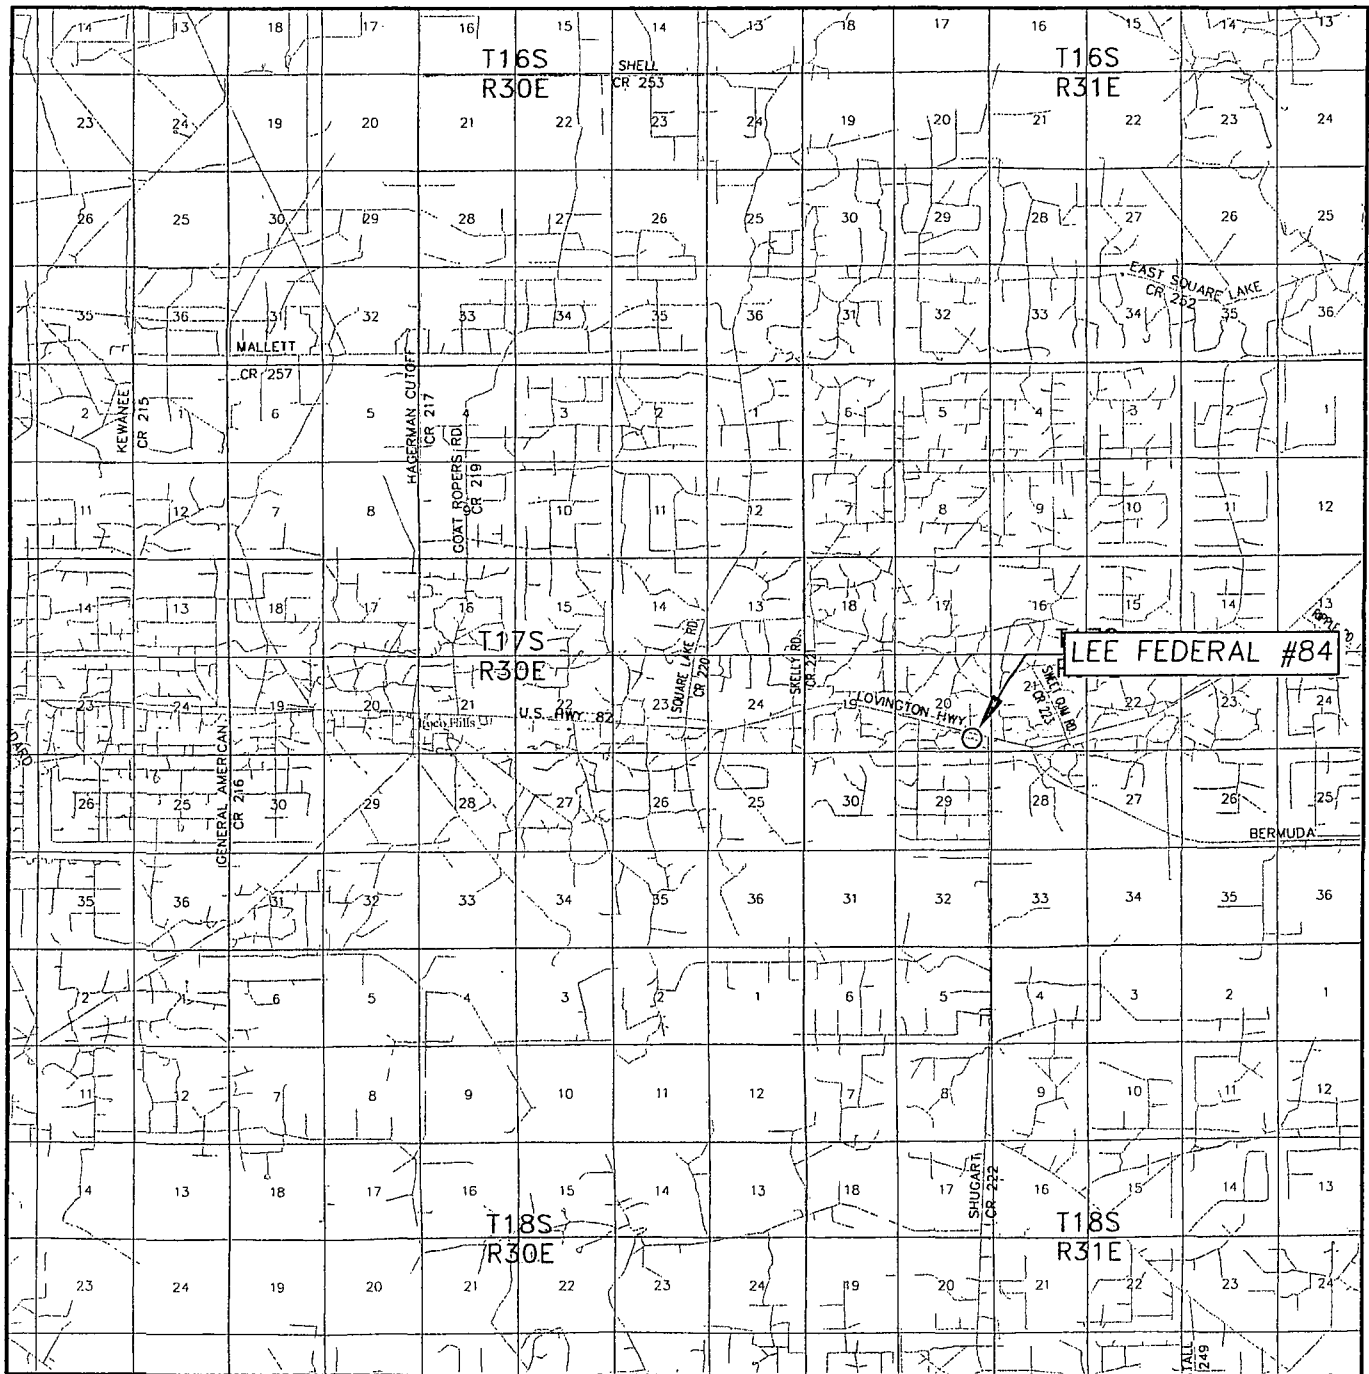 14 13 18 17 16 15 14 13 18 17 16 15 14 13
T16S
R30E
SHELL
CR 253
T16S
R31E
23 24 19 20 21 22 23 24 19 20 21 22 23 24
26 25 30 29 28 27 26 25 30 29 28 27 26 25
EAST SQUARE LAKE
CR 252
35 36 31 32 33 34 35 36 31 32 33 34 35 36
MALLETT
CR 257
KEWANEE
CR 215
HAGERMAN CUTOFF
CR 217
GOAT ROPERS RD
CR 219
2 1 6 5 4 3 2 1 6 5 4 3 2 1
11 12 7 8 9 10 11 12 7 8 9 10 11 12
14 13 18 17 16 15 14 13 18 17 16 15 14 13
T17S
R30E
SQUARE LAKE RD
CR 220
SKELLY RD
CR 221
LEE FEDERAL #84
SWEET GUM RD
CR 223
23 24 19 20 21 22 23 24 19 20 21 22 23 24
Loco Hills
U.S. HWY 82
LOVINGTON HWY
GENERAL AMERICAN
CR 216
26 25 30 29 28 27 26 25 30 29 28 27 26 25
BERMUDA
35 36 31 32 33 34 35 36 31 32 33 34 35 36
2 1 6 5 4 3 2 1 6 5 4 3 2 1
11 12 7 8 9 10 11 12 7 8 9 10 11 12
14 13 18 17 16 15 14 13 18 17 16 15 14 13
SHUGART
CR 222
T18S
R30E
T18S
R31E
23 24 19 20 21 22 23 24 19 20 21 22 23 24
249